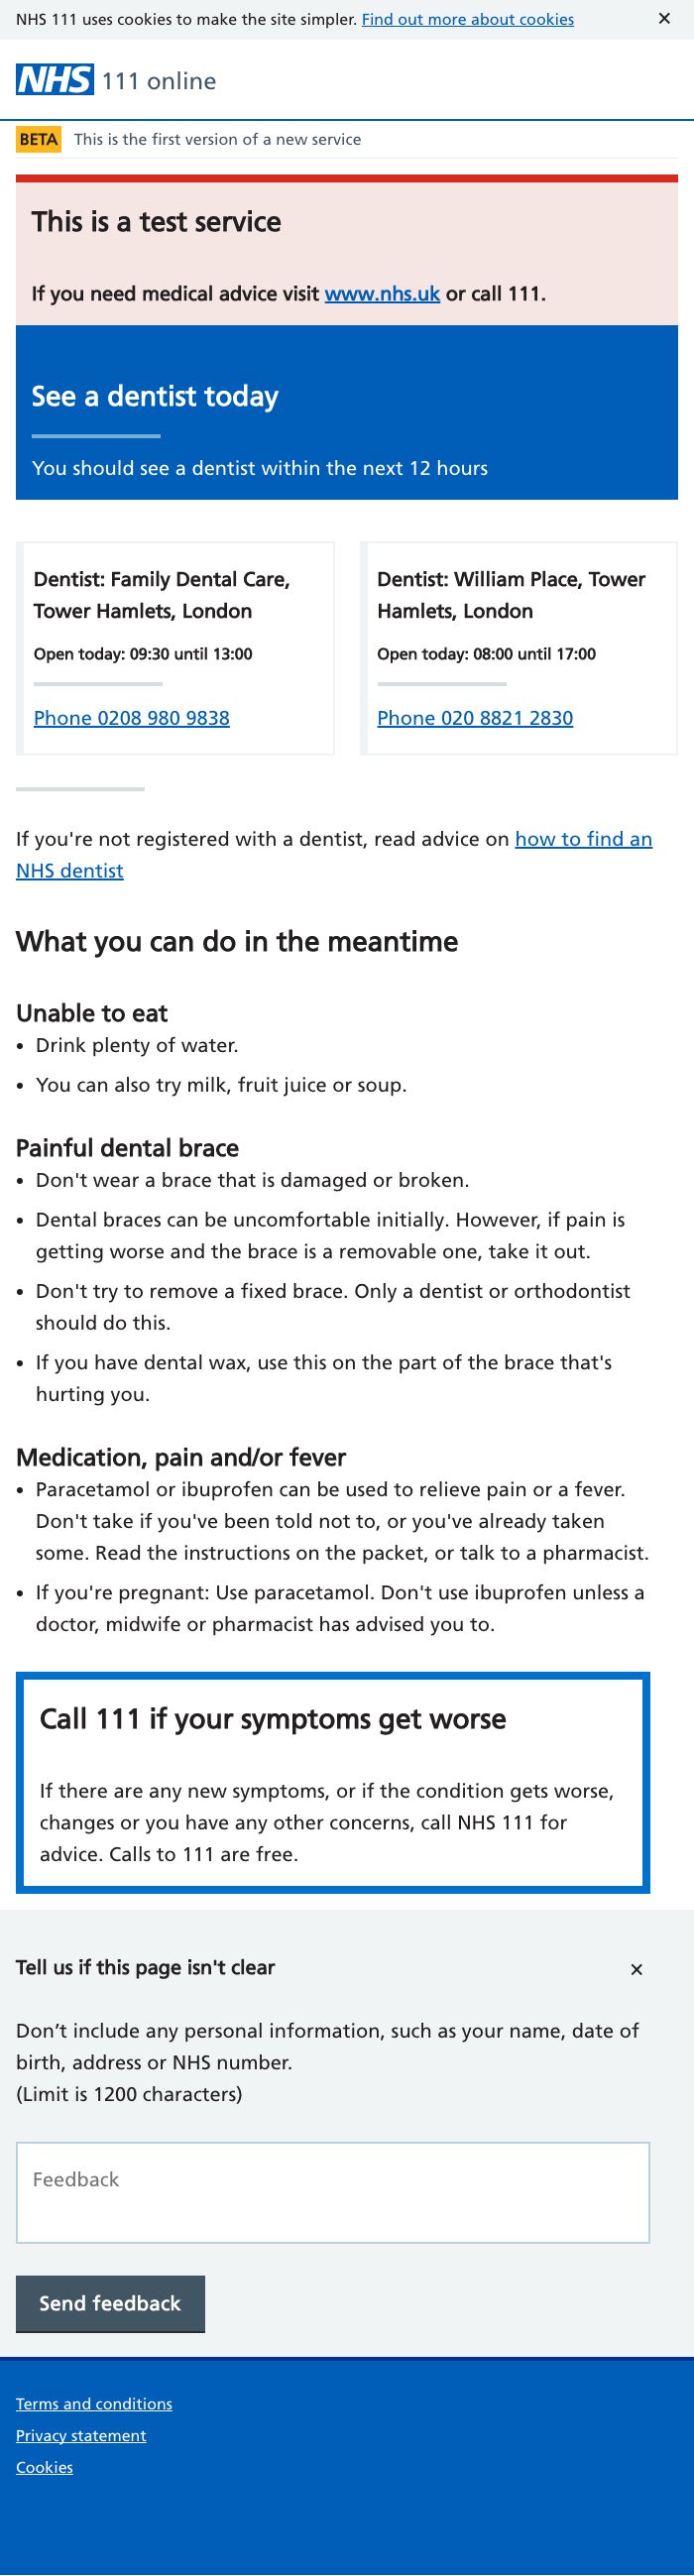 NHS 111 uses cookies to make the site simpler. Find out more about cookies ✕
NHS 111 online
BETA This is the first version of a new service
This is a test service
If you need medical advice visit www.nhs.uk or call 111.
See a dentist today
You should see a dentist within the next 12 hours
Dentist: Family Dental Care,
Tower Hamlets, London
Open today: 09:30 until 13:00
Phone 0208 980 9838
Dentist: William Place, Tower
Hamlets, London
Open today: 08:00 until 17:00
Phone 020 8821 2830
If you're not registered with a dentist, read advice on how to find an
NHS dentist
What you can do in the meantime
Unable to eat
• Drink plenty of water.
• You can also try milk, fruit juice or soup.
Painful dental brace
• Don't wear a brace that is damaged or broken.
• Dental braces can be uncomfortable initially. However, if pain is
getting worse and the brace is a removable one, take it out.
• Don't try to remove a fixed brace. Only a dentist or orthodontist
should do this.
• If you have dental wax, use this on the part of the brace that's
hurting you.
Medication, pain and/or fever
• Paracetamol or ibuprofen can be used to relieve pain or a fever.
Don't take if you've been told not to, or you've already taken
some. Read the instructions on the packet, or talk to a pharmacist.
• If you're pregnant: Use paracetamol. Don't use ibuprofen unless a
doctor, midwife or pharmacist has advised you to.
Call 111 if your symptoms get worse
If there are any new symptoms, or if the condition gets worse,
changes or you have any other concerns, call NHS 111 for
advice. Calls to 111 are free.
Tell us if this page isn't clear ✕
Don’t include any personal information, such as your name, date of
birth, address or NHS number.
(Limit is 1200 characters)
Feedback
Send feedback
Terms and conditions
Privacy statement
Cookies